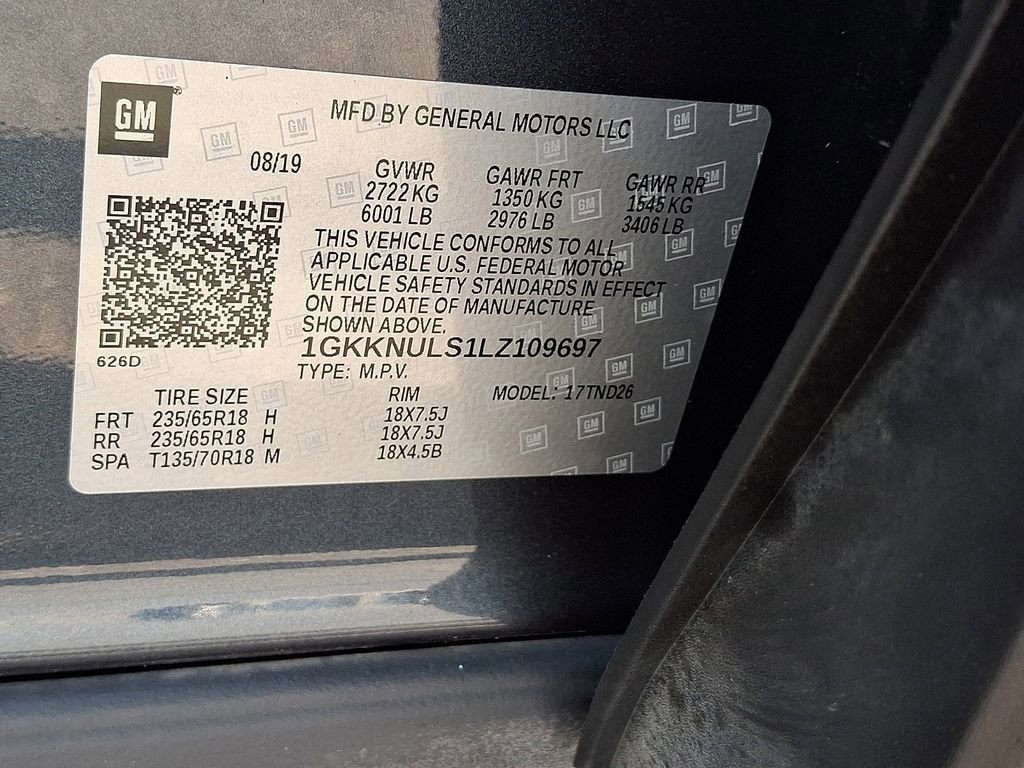 GM
MFD BY GENERAL MOTORS LLC
08/19
GVWR GAWR FRT GAWR RR
2722 KG 1350 KG 1545 KG
6001 LB 2976 LB 3406 LB
THIS VEHICLE CONFORMS TO ALL
APPLICABLE U.S. FEDERAL MOTOR
VEHICLE SAFETY STANDARDS IN EFFECT
ON THE DATE OF MANUFACTURE
SHOWN ABOVE.
626D
1GKKNULS1LZ109697
TYPE: M.P.V.
TIRE SIZE RIM MODEL: 17TND26
FRT 235/65R18 H 18X7.5J
RR 235/65R18 H 18X7.5J
SPA T135/70R18 M 18X4.5B